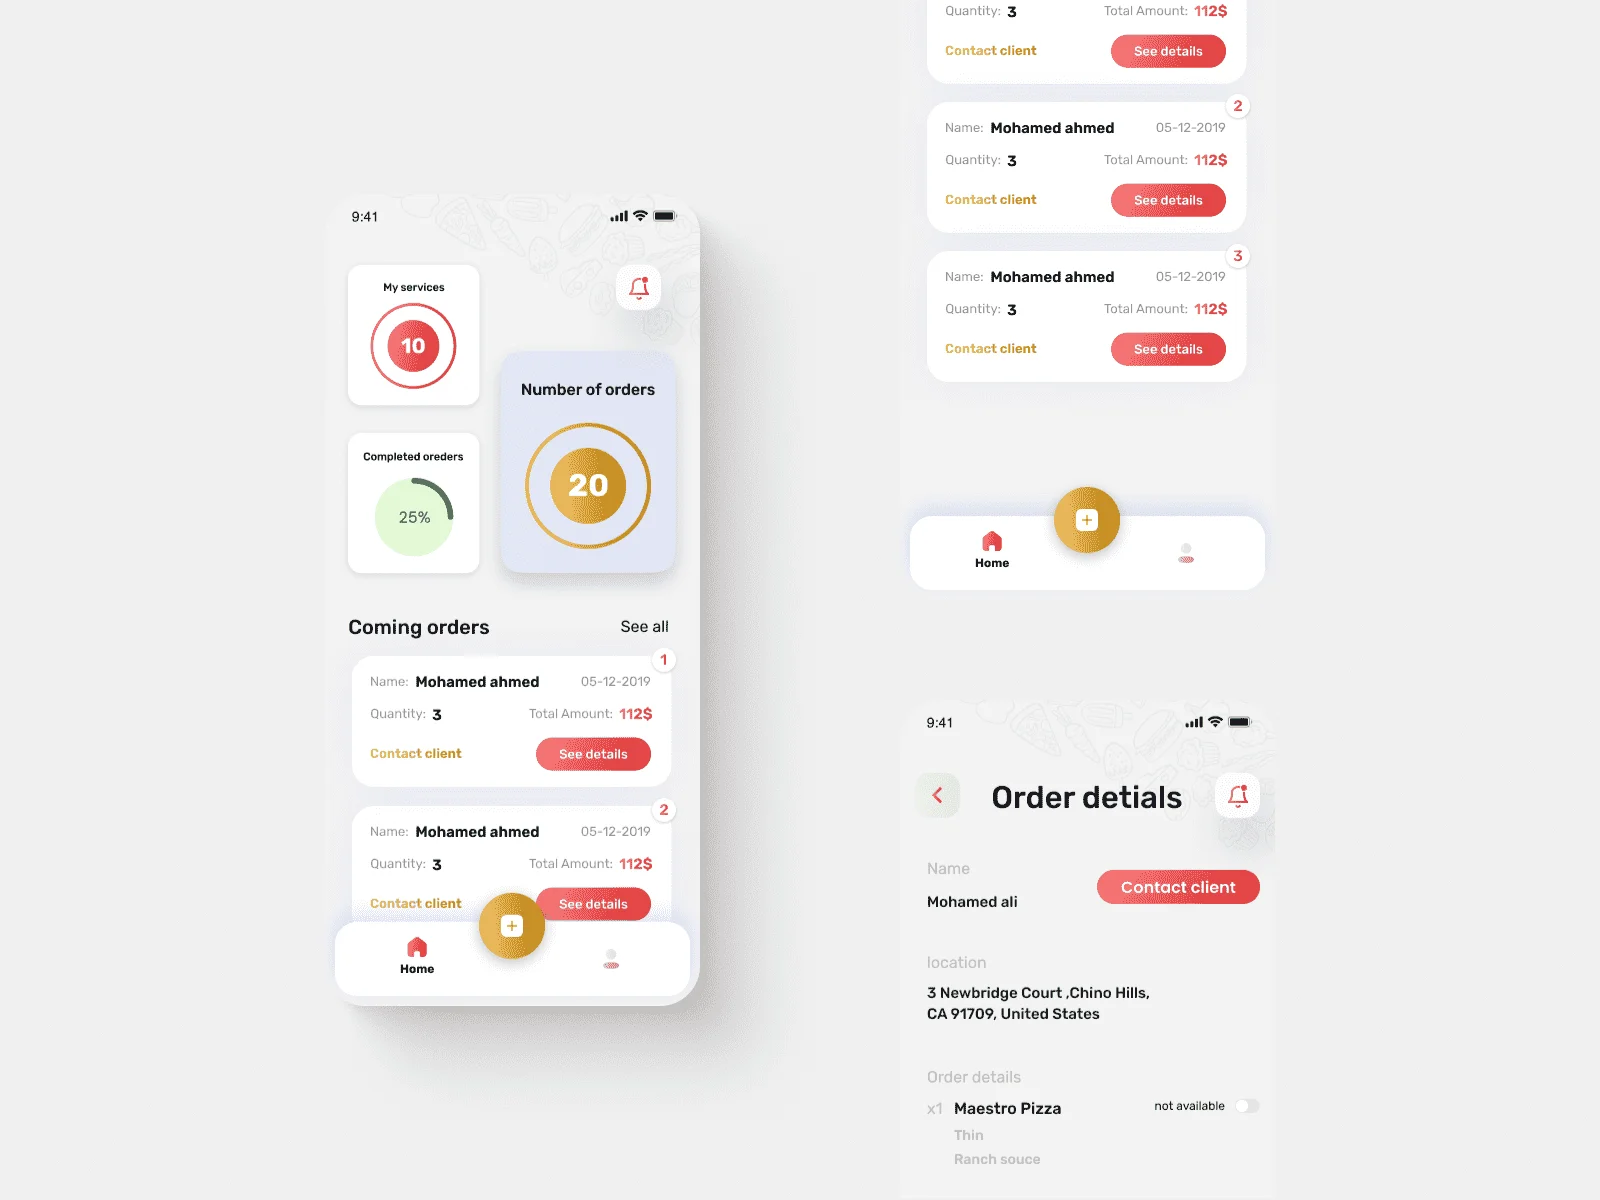 9:41
My services
10
Number of orders
20
Completed oreders
25%
Coming orders
See all
1
Name: Mohamed ahmed 05-12-2019
Quantity: 3 Total Amount: 112$
Contact client See details
2
Name: Mohamed ahmed 05-12-2019
Quantity: 3 Total Amount: 112$
Contact client See details
Home
Quantity: 3 Total Amount: 112$
Contact client See details
2
Name: Mohamed ahmed 05-12-2019
Quantity: 3 Total Amount: 112$
Contact client See details
3
Name: Mohamed ahmed 05-12-2019
Quantity: 3 Total Amount: 112$
Contact client See details
Home
9:41
Order detials
Name
Mohamed ali
Contact client
location
3 Newbridge Court ,Chino Hills,
CA 91709, United States
Order details
x1 Maestro Pizza not available
Thin
Ranch souce